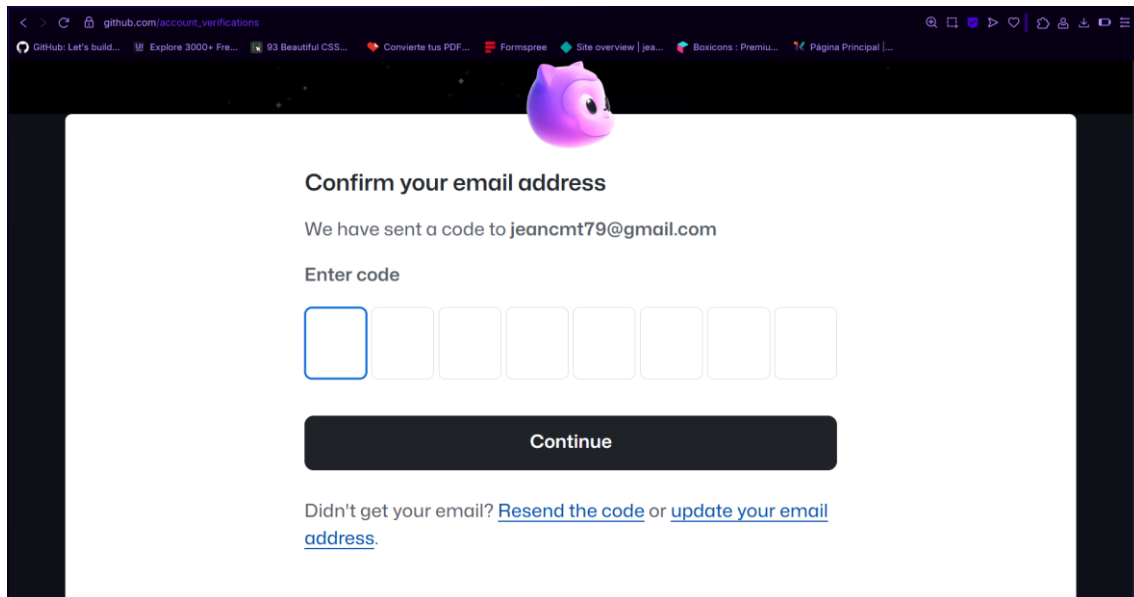 github.com/account_verifications
GitHub: Let's build... Explore 3000+ Fre... 93 Beautiful CSS... Convierte tus PDF... Formspree Site overview | jea... Boxicons : Premiu... Página Principal |...
Confirm your email address
We have sent a code to jeancmt79@gmail.com
Enter code
Continue
Didn't get your email? Resend the code or update your email
address.